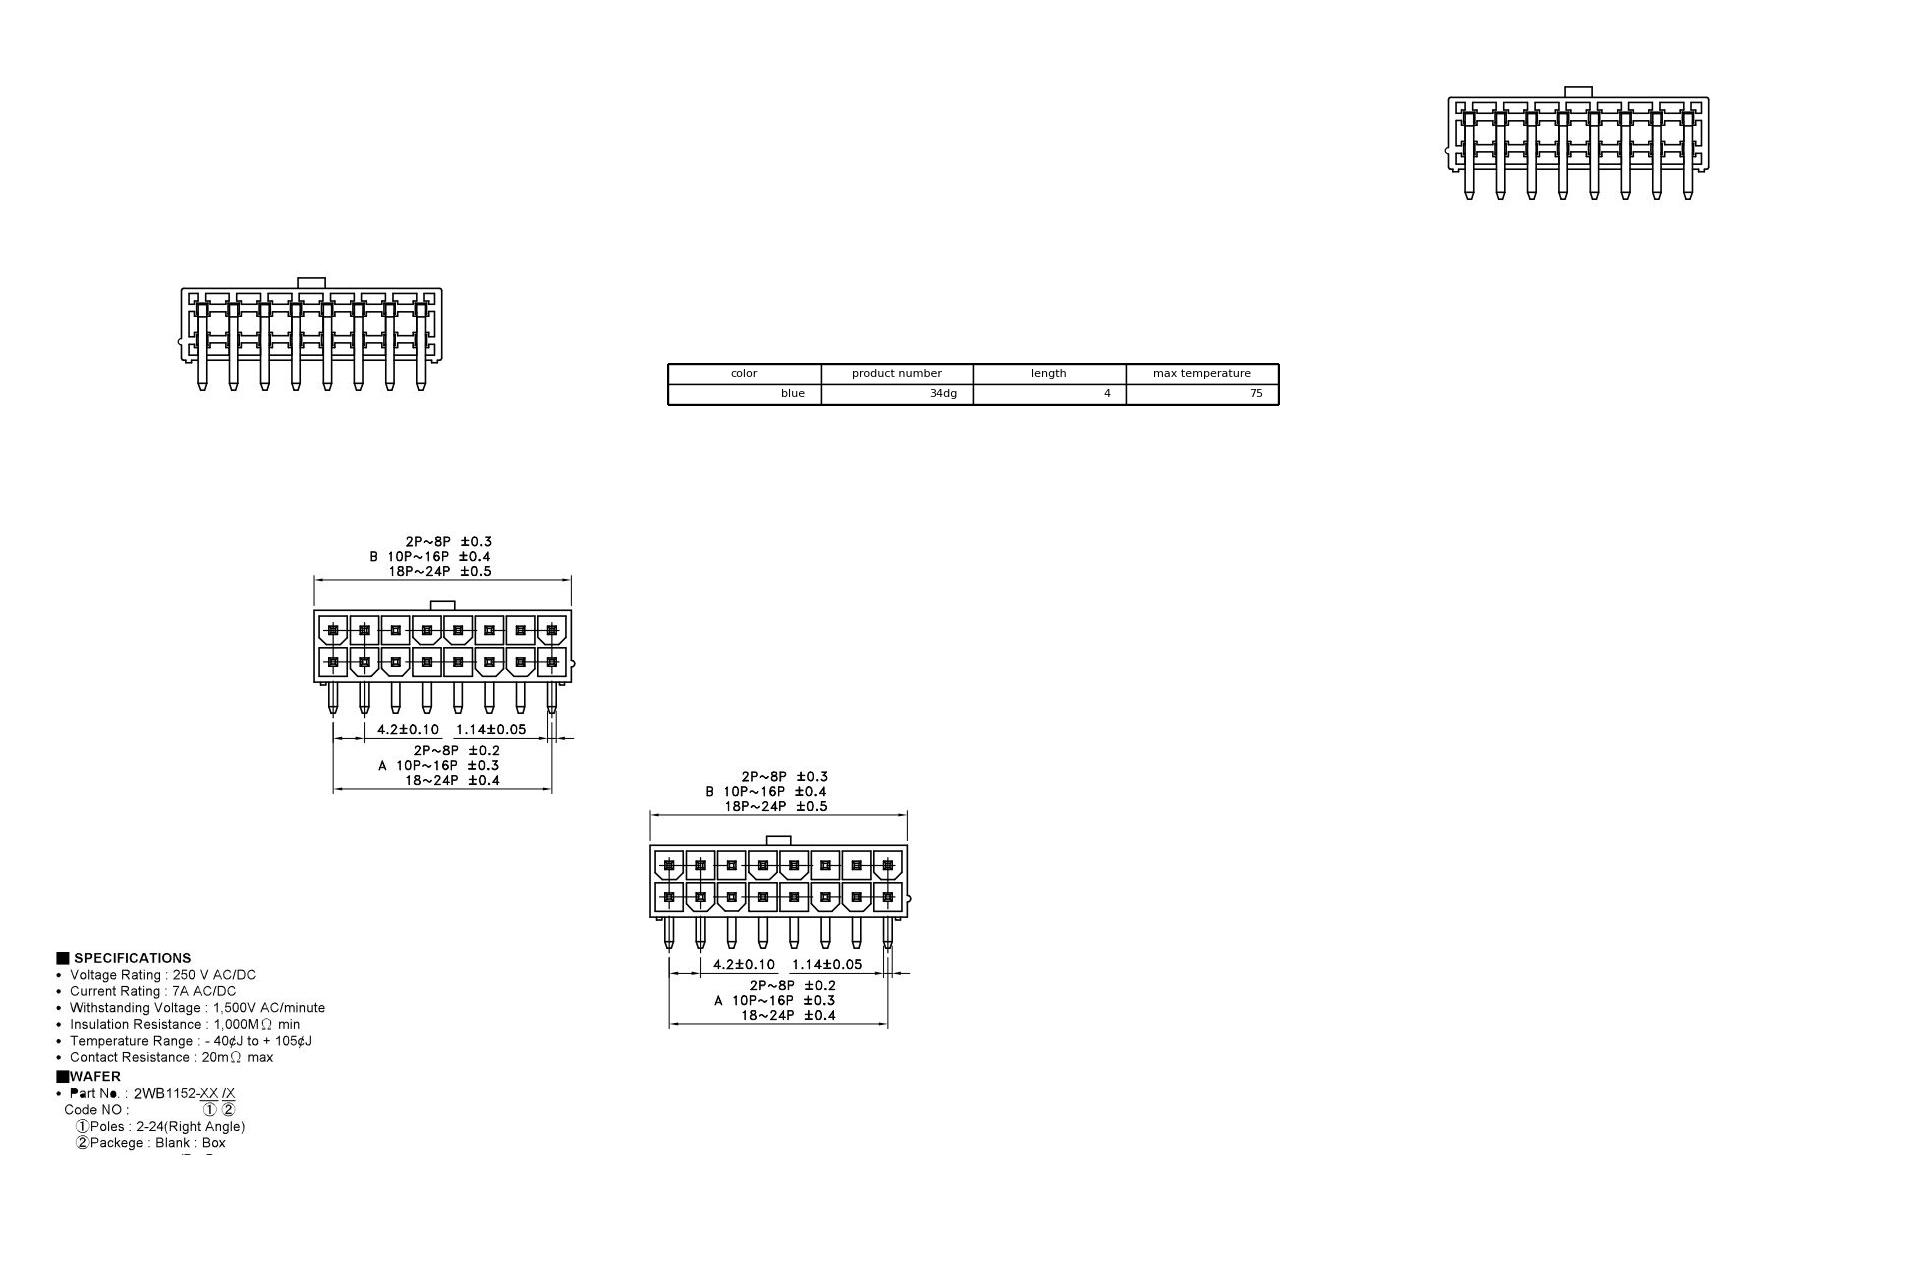 color product number length max temperature
blue 34dg 4 75
2P~8P ±0.3
B 10P~16P ±0.4
18P~24P ±0.5
4.2±0.10 1.14±0.05
2P~8P ±0.2
A 10P~16P ±0.3
18~24P ±0.4
2P~8P ±0.3
B 10P~16P ±0.4
18P~24P ±0.5
4.2±0.10 1.14±0.05
2P~8P ±0.2
A 10P~16P ±0.3
18~24P ±0.4
■ SPECIFICATIONS
• Voltage Rating : 250 V AC/DC
• Current Rating : 7A AC/DC
• Withstanding Voltage : 1,500V AC/minute
• Insulation Resistance : 1,000MΩ min
• Temperature Range : - 40¢J to + 105¢J
• Contact Resistance : 20mΩ max
■WAFER
• Part No. : 2WB1152-XX /X
Code NO : ① ②
①Poles : 2-24(Right Angle)
②Packege : Blank : Box